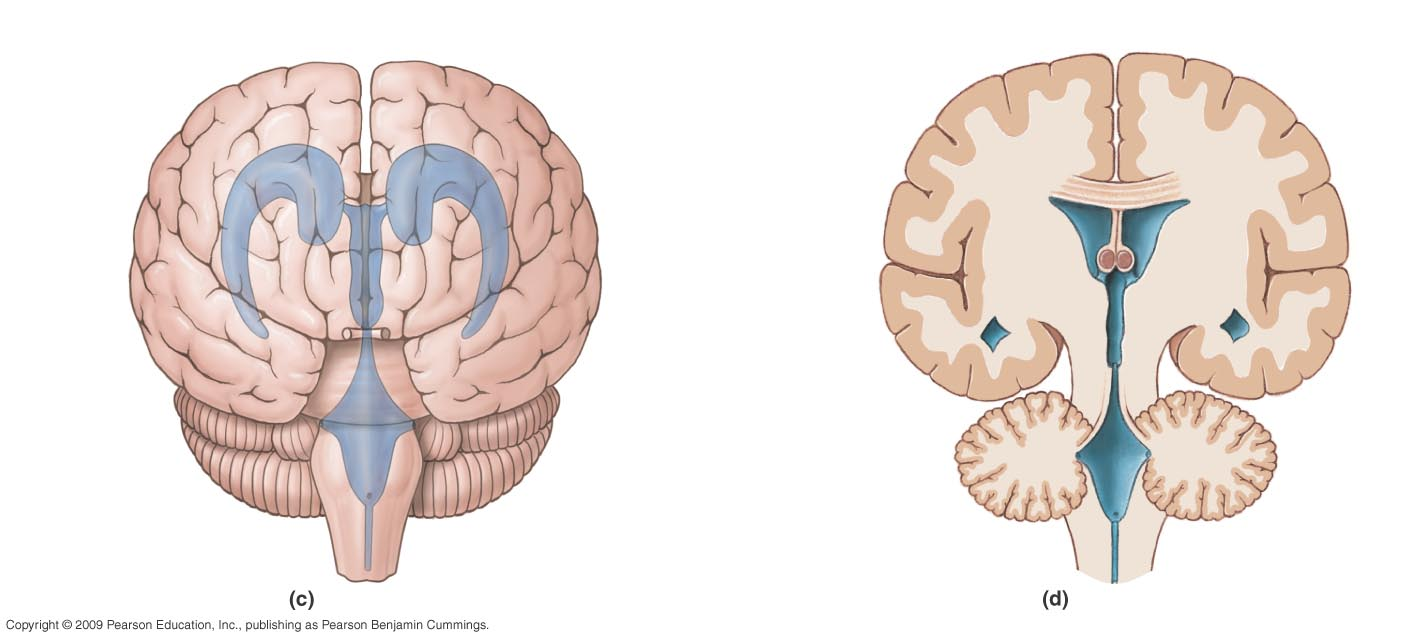 (c)
(d)
Copyright © 2009 Pearson Education, Inc., publishing as Pearson Benjamin Cummings.